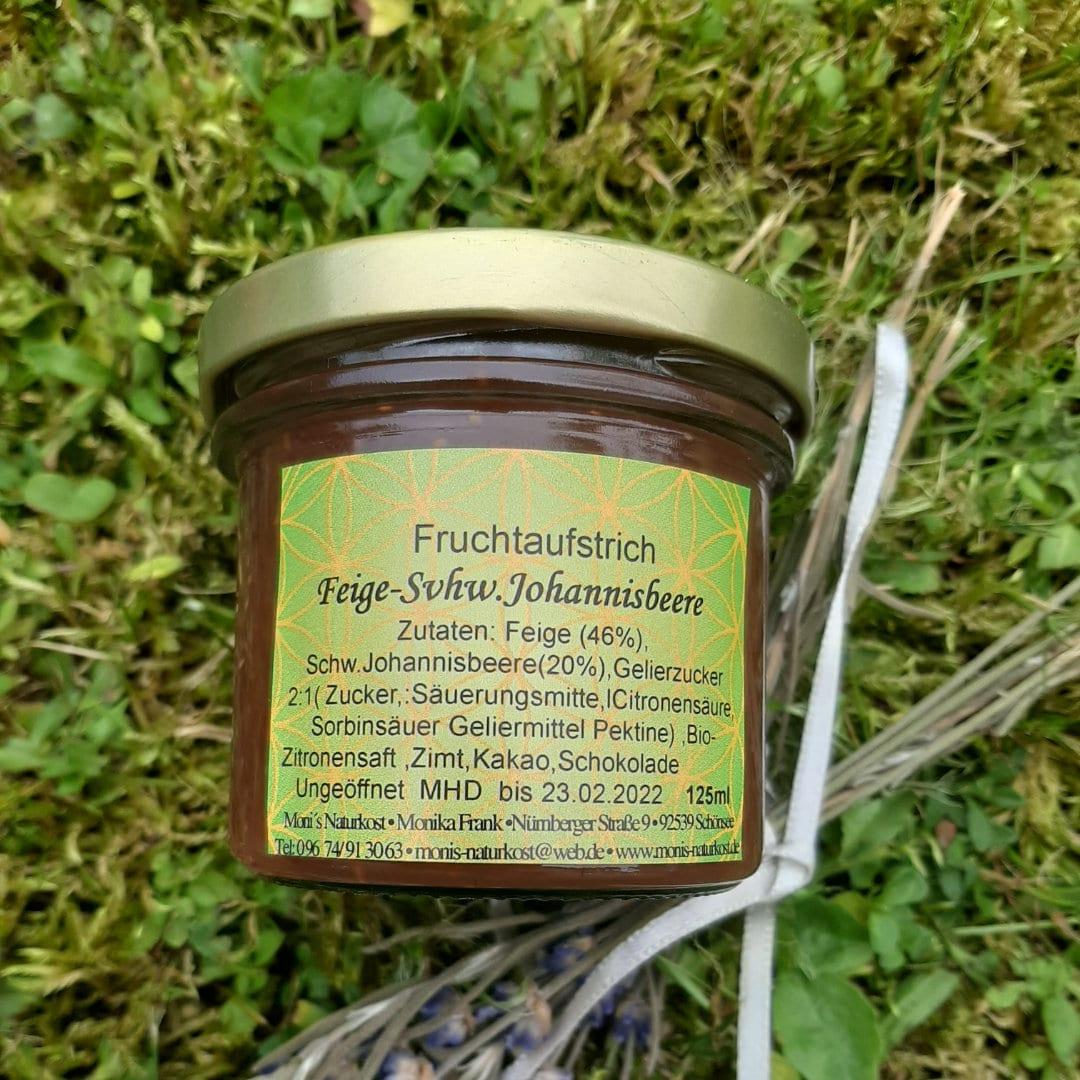 Fruchtaufstrich
Feige-Svhw.Johannisbeere
Zutaten: Feige (46%),
Schw.Johannisbeere(20%),Gelierzucker
2:1( Zucker,:Säuerungsmitte,lCitronensäure,
Sorbinsäuer Geliermittel Pektine) ,Bio-
Zitronensaft ,Zimt,Kakao,Schokolade
Ungeöffnet MHD bis 23.02.2022 125ml
Moni´s Naturkost • Monika Frank •Nürnberger Straße 9 • 92539 Schönsee
Tel: 096 74/91 30 63 • monis-naturkost@web.de • www.monis-naturkost.de